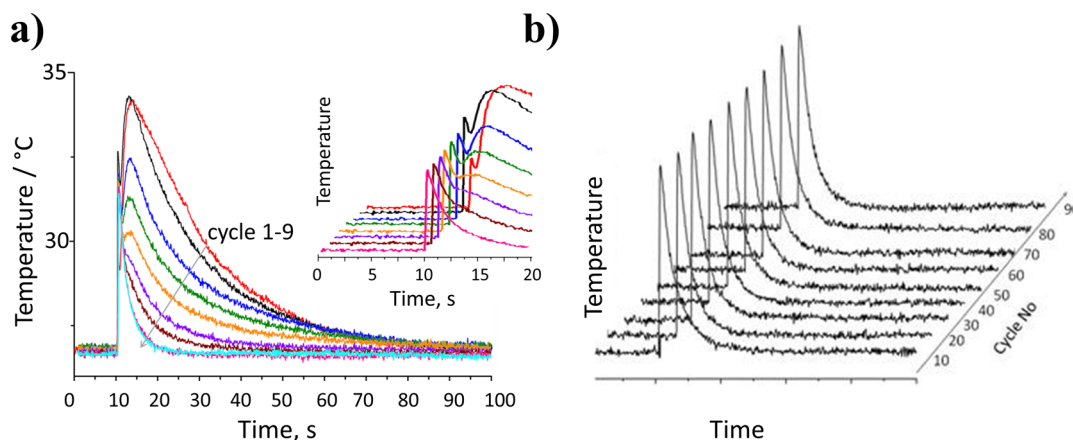 a)
35
30
Temperature / °C
cycle 1-9
0 10 20 30 40 50 60 70 80 90 100
Time, s
Temperature
0 5 10 15 20
Time, s
b)
Temperature
Time
10 20 30 40 50 60 70 80
Cycle No